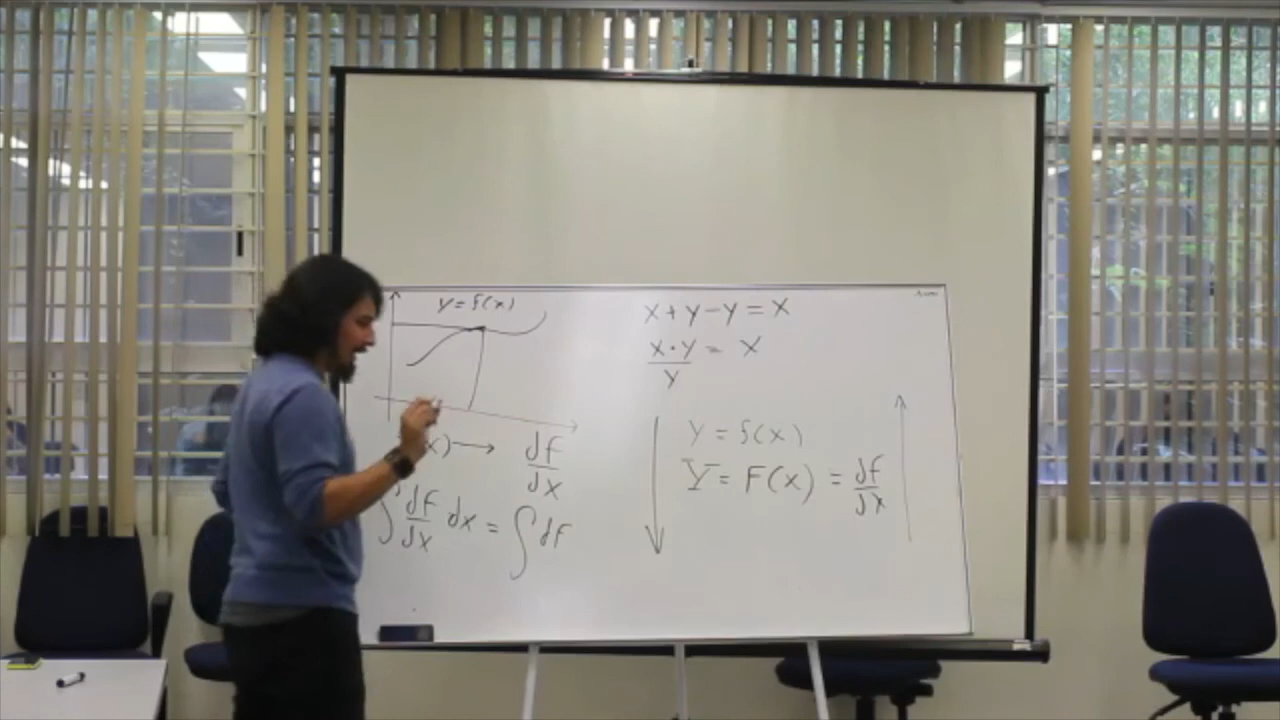 y = f(x)
x) → df/dx
∫ df/dx dx = ∫ df
x + y - y = x
x · y / y = x
y = f(x)
Y = F(x) = df/dx